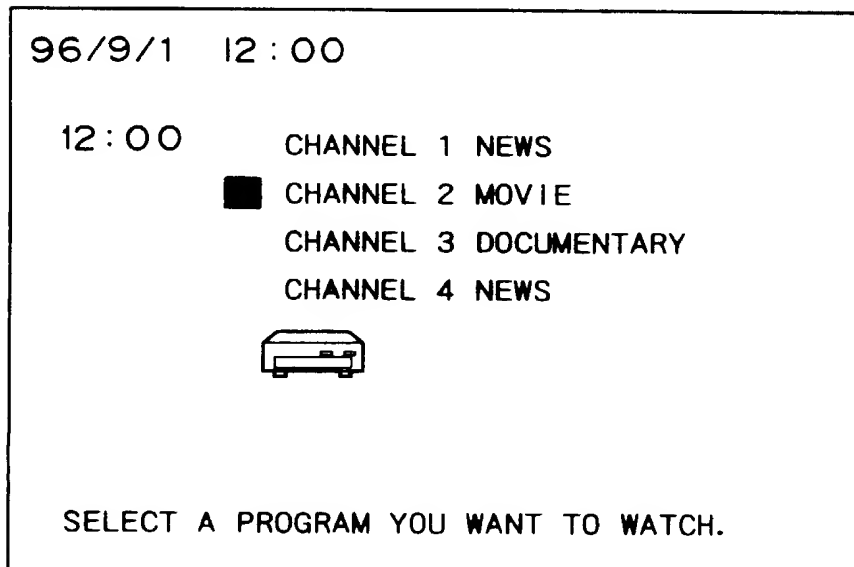 96/9/1 12:00
12:00 CHANNEL 1 NEWS
CHANNEL 2 MOVIE
CHANNEL 3 DOCUMENTARY
CHANNEL 4 NEWS
SELECT A PROGRAM YOU WANT TO WATCH.